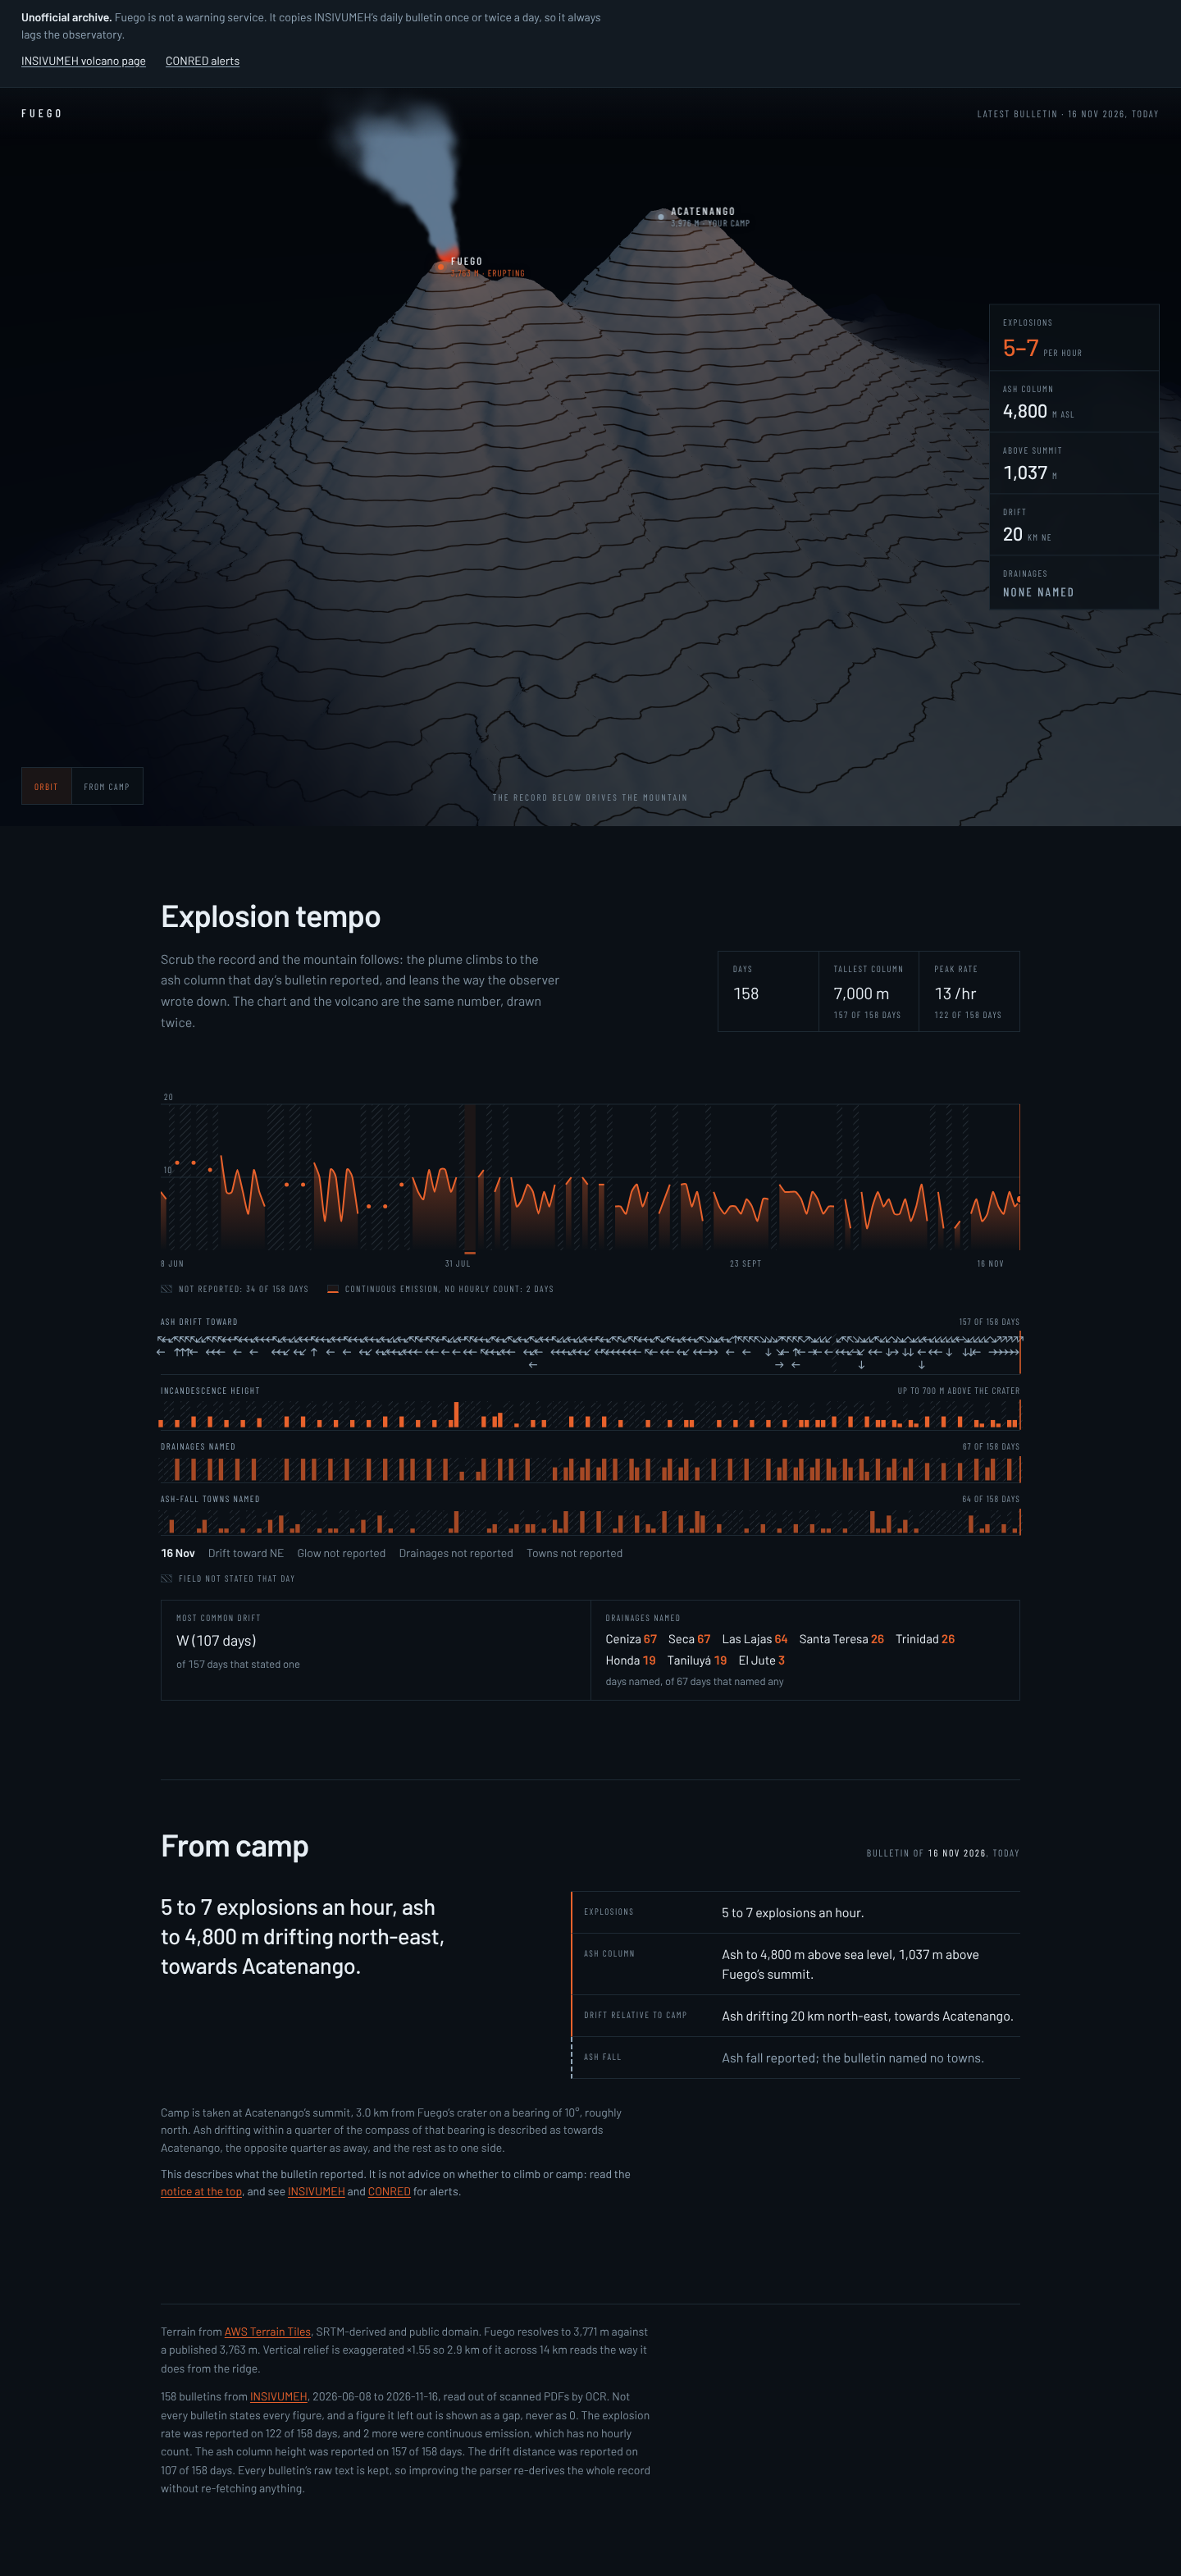 Unofficial archive. Fuego is not a warning service. It copies INSIVUMEH's daily bulletin once or twice a day, so it always
lags the observatory.
INSIVUMEH volcano page CONRED alerts
FUEGO
LATEST BULLETIN · 16 NOV 2026, TODAY
ACATENANGO
3,976 M · YOUR CAMP
FUEGO
3,763 M · ERUPTING
EXPLOSIONS
5–7 PER HOUR
ASH COLUMN
4,800 M ASL
ABOVE SUMMIT
1,037 M
DRIFT
20 KM NE
DRAINAGES
NONE NAMED
ORBIT FROM CAMP
THE RECORD BELOW DRIVES THE MOUNTAIN
Explosion tempo
Scrub the record and the mountain follows: the plume climbs to the
ash column that day's bulletin reported, and leans the way the observer
wrote down. The chart and the volcano are the same number, drawn
twice.
DAYS
158
TALLEST COLUMN
7,000 m
157 OF 158 DAYS
PEAK RATE
13 /hr
122 OF 158 DAYS
20
10
8 JUN 31 JUL 23 SEPT 16 NOV
NOT REPORTED: 34 OF 158 DAYS CONTINUOUS EMISSION, NO HOURLY COUNT: 2 DAYS
ASH DRIFT TOWARD 157 OF 158 DAYS
INCANDESCENCE HEIGHT UP TO 700 M ABOVE THE CRATER
DRAINAGES NAMED 67 OF 158 DAYS
ASH-FALL TOWNS NAMED 64 OF 158 DAYS
16 Nov Drift toward NE Glow not reported Drainages not reported Towns not reported
FIELD NOT STATED THAT DAY
MOST COMMON DRIFT
W (107 days)
of 157 days that stated one
DRAINAGES NAMED
Ceniza 67 Seca 67 Las Lajas 64 Santa Teresa 26 Trinidad 26
Honda 19 Taniluyá 19 El Jute 3
days named, of 67 days that named any
From camp
BULLETIN OF 16 NOV 2026, TODAY
5 to 7 explosions an hour, ash
to 4,800 m drifting north-east,
towards Acatenango.
EXPLOSIONS 5 to 7 explosions an hour.
ASH COLUMN Ash to 4,800 m above sea level, 1,037 m above
Fuego's summit.
DRIFT RELATIVE TO CAMP Ash drifting 20 km north-east, towards Acatenango.
ASH FALL Ash fall reported; the bulletin named no towns.
Camp is taken at Acatenango's summit, 3.0 km from Fuego's crater on a bearing of 10°, roughly
north. Ash drifting within a quarter of the compass of that bearing is described as towards
Acatenango, the opposite quarter as away, and the rest as to one side.
This describes what the bulletin reported. It is not advice on whether to climb or camp: read the
notice at the top, and see INSIVUMEH and CONRED for alerts.
Terrain from AWS Terrain Tiles, SRTM-derived and public domain. Fuego resolves to 3,771 m against
a published 3,763 m. Vertical relief is exaggerated ×1.55 so 2.9 km of it across 14 km reads the way it
does from the ridge.
158 bulletins from INSIVUMEH, 2026-06-08 to 2026-11-16, read out of scanned PDFs by OCR. Not
every bulletin states every figure, and a figure it left out is shown as a gap, never as 0. The explosion
rate was reported on 122 of 158 days, and 2 more were continuous emission, which has no hourly
count. The ash column height was reported on 157 of 158 days. The drift distance was reported on
107 of 158 days. Every bulletin's raw text is kept, so improving the parser re-derives the whole record
without re-fetching anything.